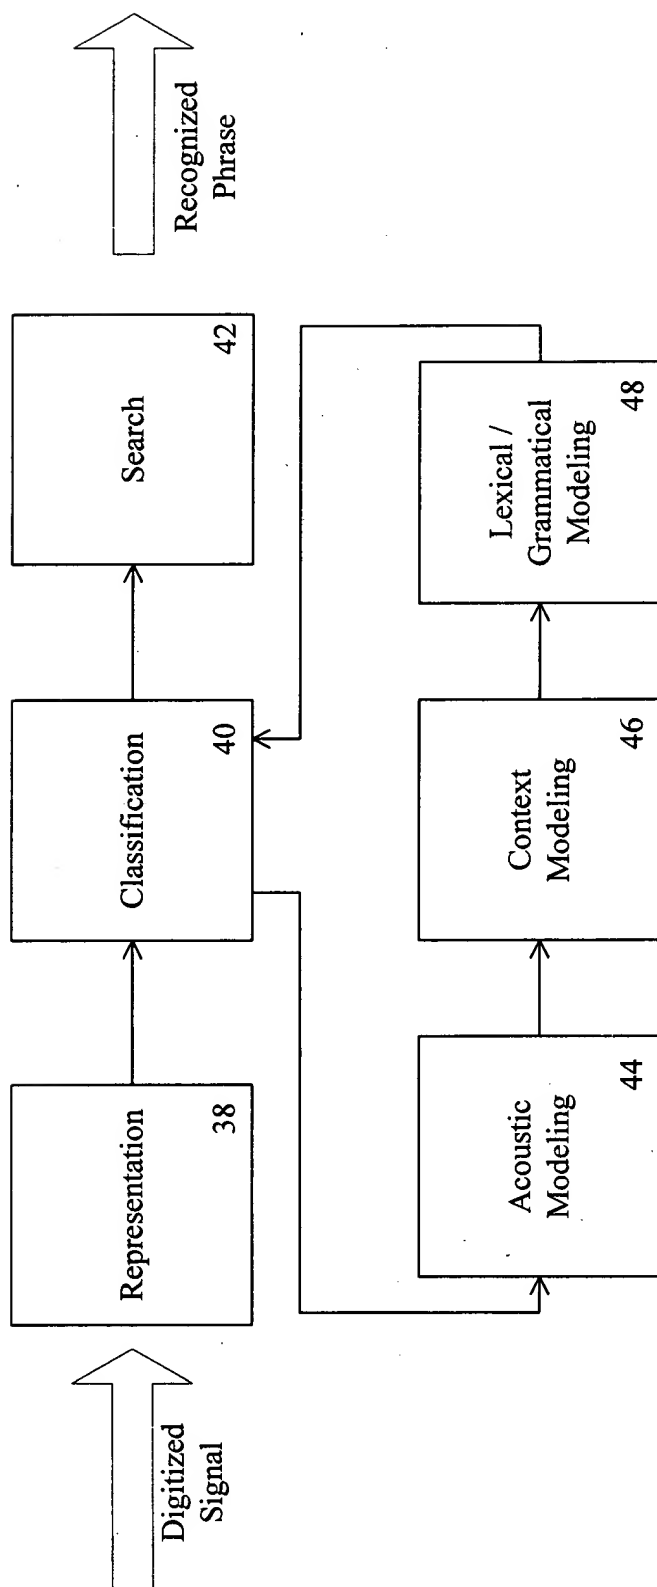 Digitized
Signal
Representation
38
Classification
40
Search
42
Recognized
Phrase
Acoustic
Modeling
44
Context
Modeling
46
Lexical /
Grammatical
Modeling
48